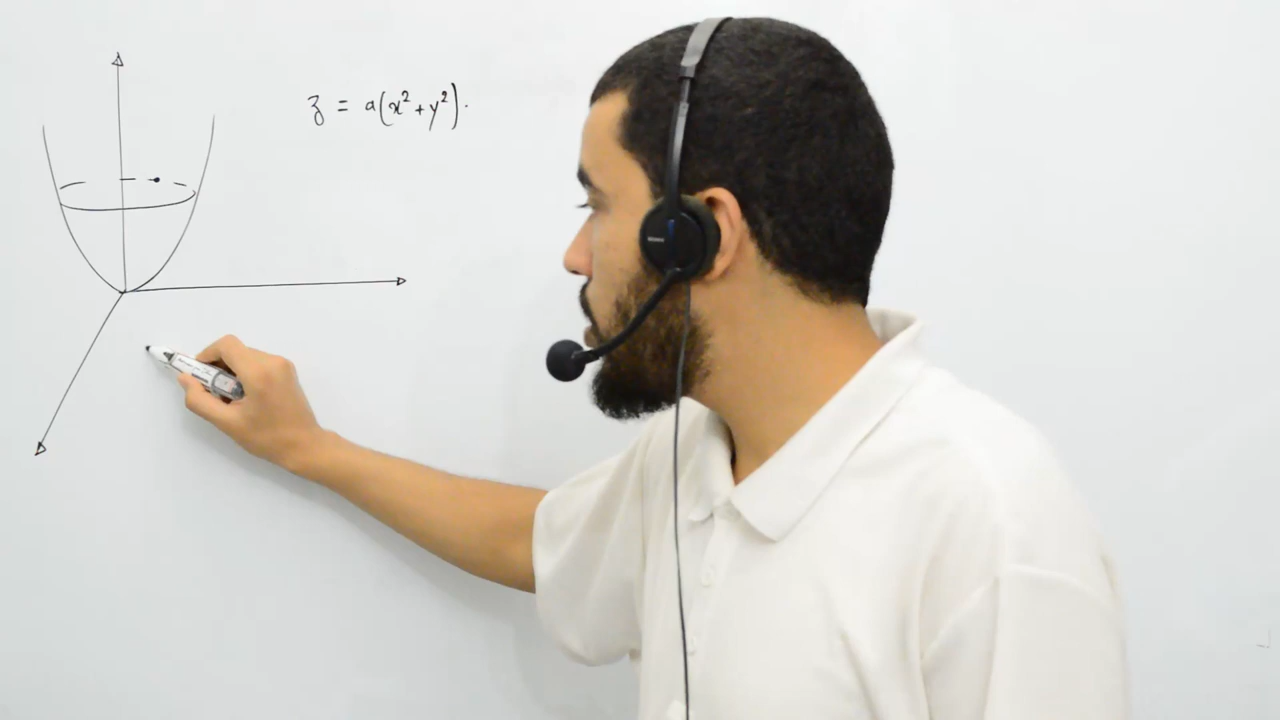 z = a(x²+y²).